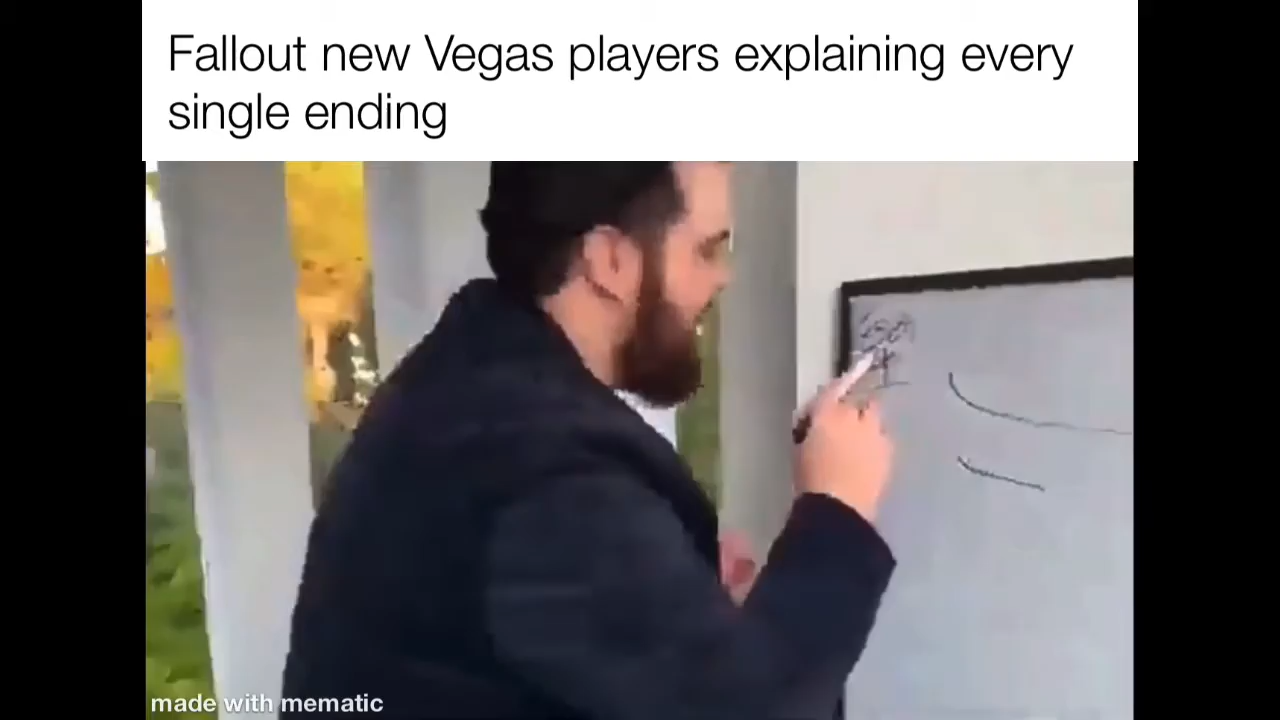 Fallout new Vegas players explaining every
single ending
made with mematic